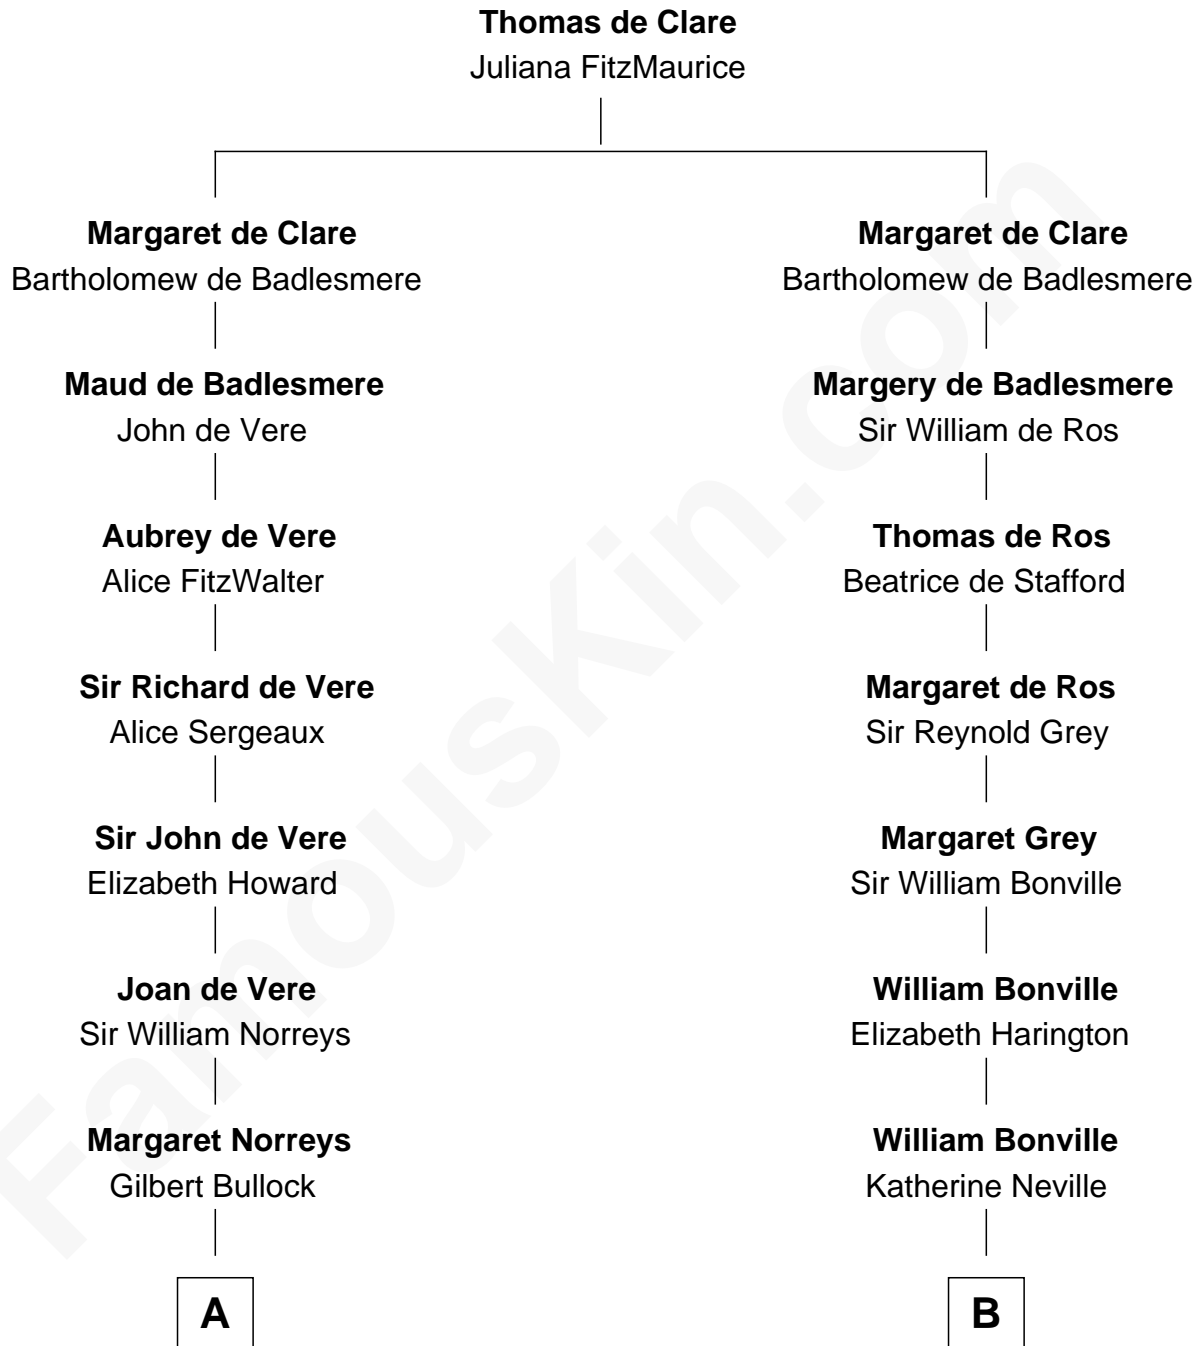 Thomas de Clare
Juliana FitzMaurice
Margaret de Clare
Bartholomew de Badlesmere
Margaret de Clare
Bartholomew de Badlesmere
Maud de Badlesmere
John de Vere
Margery de Badlesmere
Sir William de Ros
Aubrey de Vere
Alice FitzWalter
Thomas de Ros
Beatrice de Stafford
Sir Richard de Vere
Alice Sergeaux
Margaret de Ros
Sir Reynold Grey
Sir John de Vere
Elizabeth Howard
Margaret Grey
Sir William Bonville
Joan de Vere
Sir William Norreys
William Bonville
Elizabeth Harington
Margaret Norreys
Gilbert Bullock
William Bonville
Katherine Neville
A
B
FamousKin.com